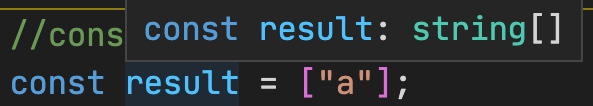 //cons
const result: string[]
const result = ["a"];